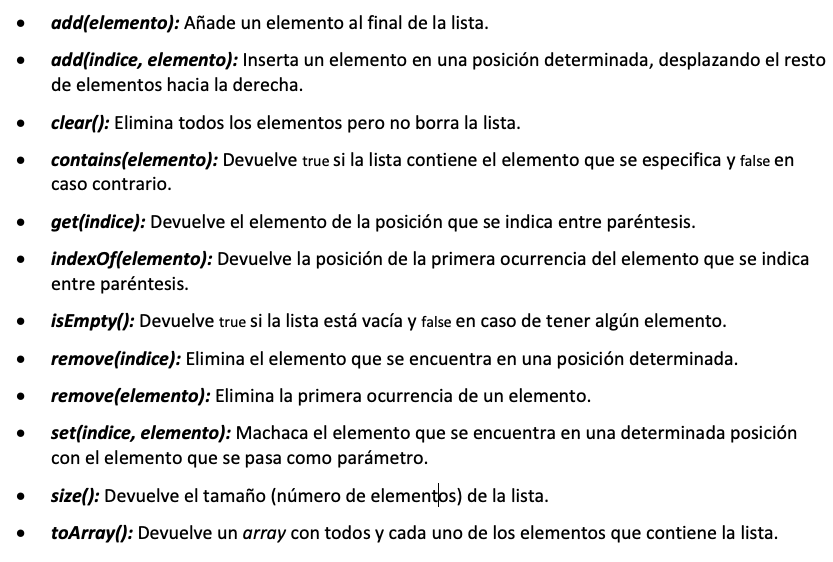 • add(elemento): Añade un elemento al final de la lista.
• add(indice, elemento): Inserta un elemento en una posición determinada, desplazando el resto
de elementos hacia la derecha.
• clear(): Elimina todos los elementos pero no borra la lista.
• contains(elemento): Devuelve true si la lista contiene el elemento que se especifica y false en
caso contrario.
• get(indice): Devuelve el elemento de la posición que se indica entre paréntesis.
• indexOf(elemento): Devuelve la posición de la primera ocurrencia del elemento que se indica
entre paréntesis.
• isEmpty(): Devuelve true si la lista está vacía y false en caso de tener algún elemento.
• remove(indice): Elimina el elemento que se encuentra en una posición determinada.
• remove(elemento): Elimina la primera ocurrencia de un elemento.
• set(indice, elemento): Machaca el elemento que se encuentra en una determinada posición
con el elemento que se pasa como parámetro.
• size(): Devuelve el tamaño (número de elementos) de la lista.
• toArray(): Devuelve un array con todos y cada uno de los elementos que contiene la lista.